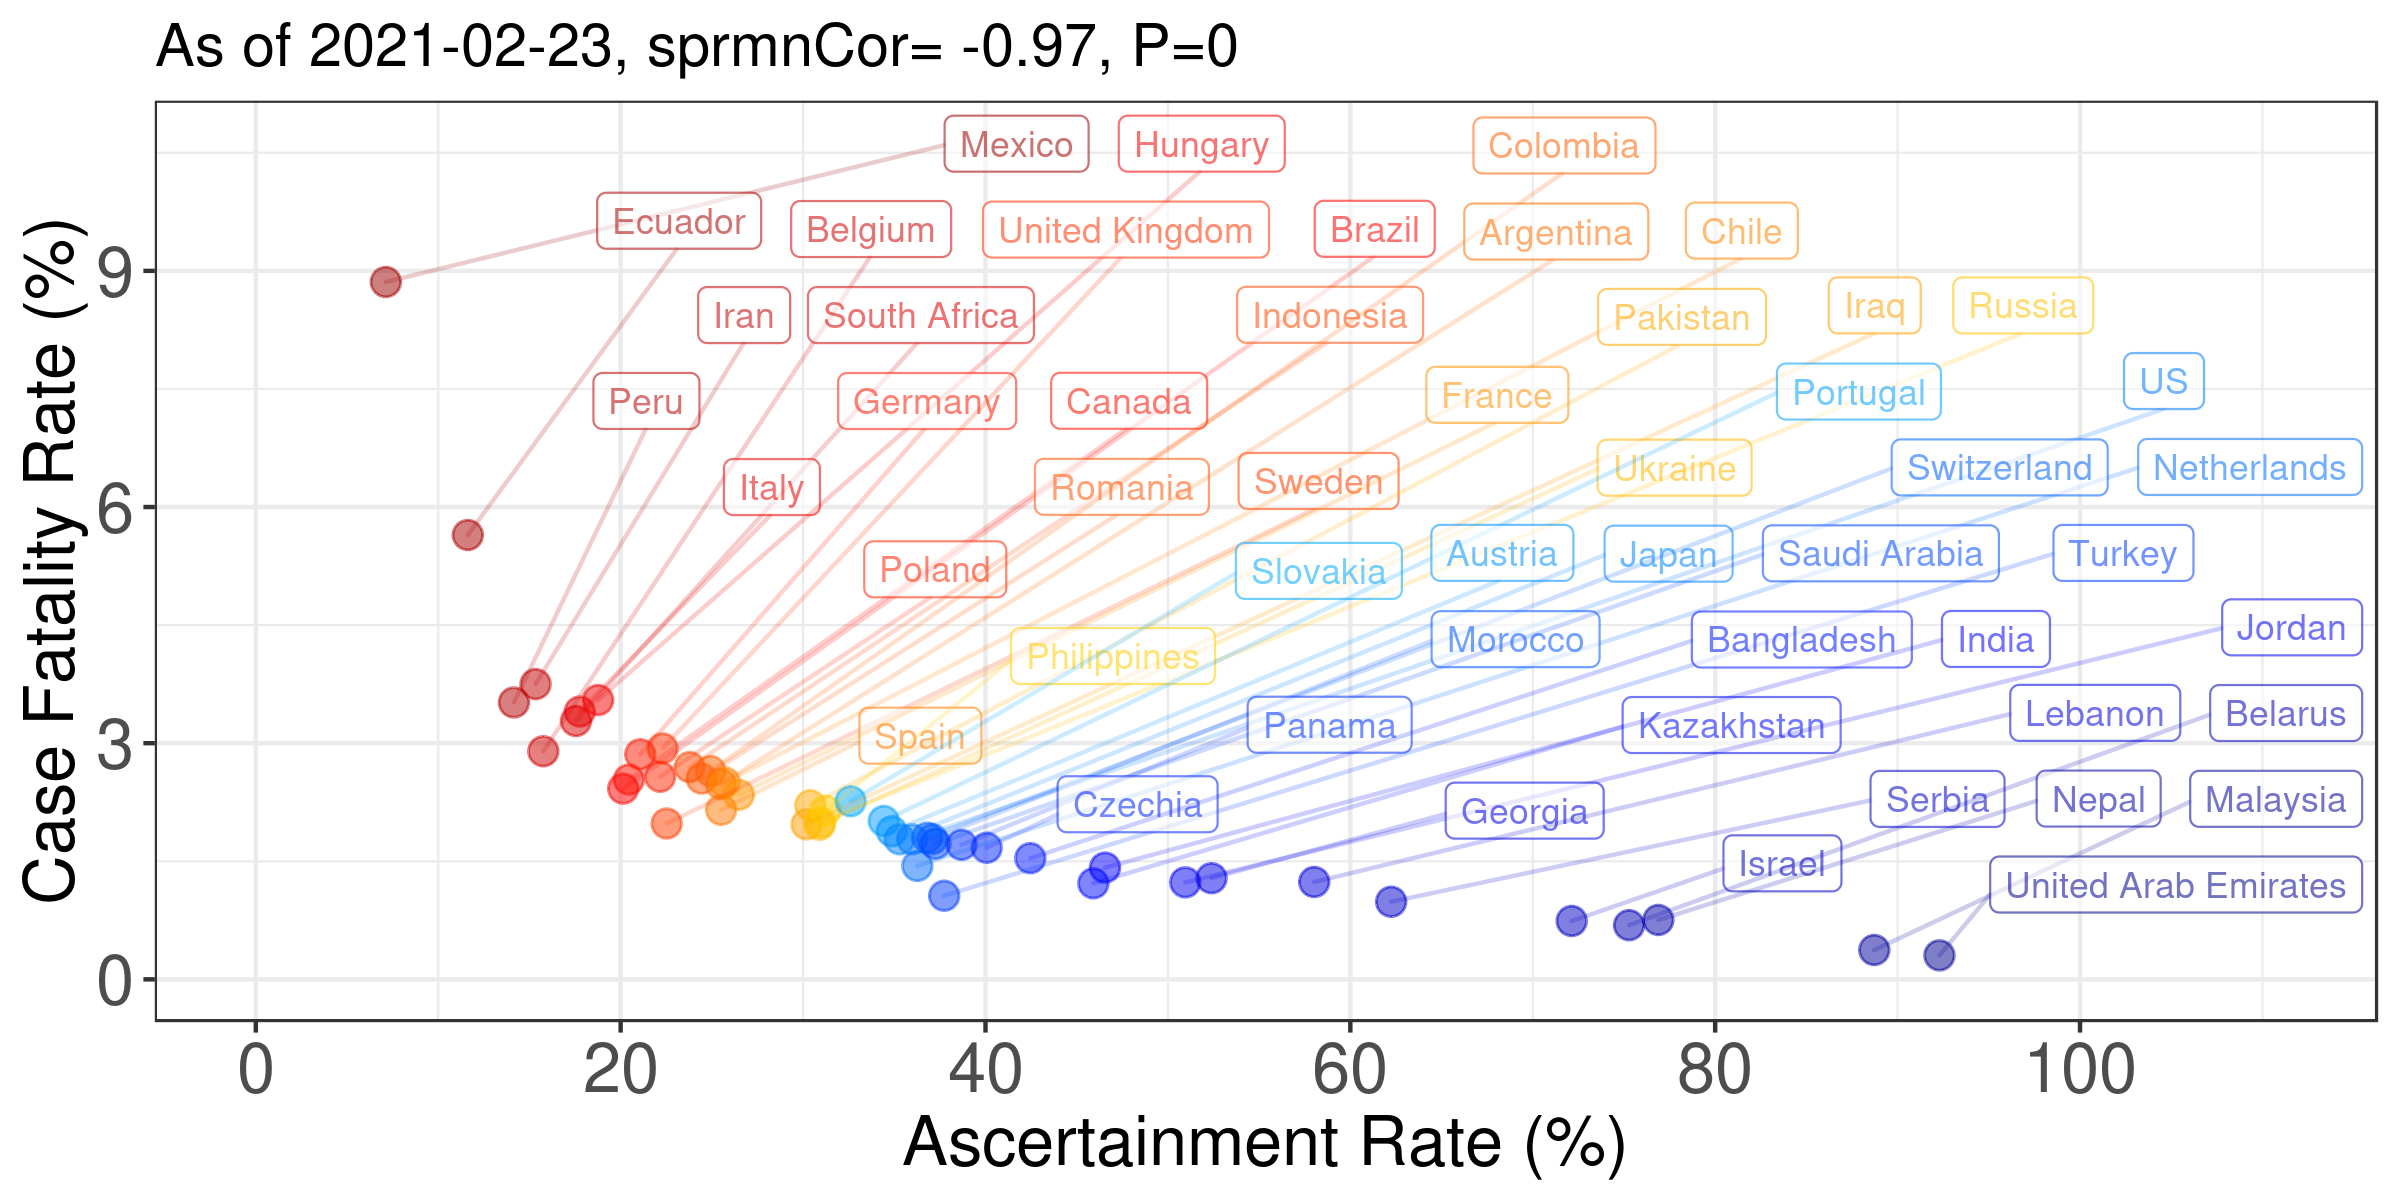 As of 2021-02-23, sprmnCor= -0.97, P=0
Case Fatality Rate (%)
9
6
3
0
Mexico
Hungary
Colombia
Ecuador
Belgium
United Kingdom
Brazil
Argentina
Chile
Iran
South Africa
Indonesia
Pakistan
Iraq
Russia
Peru
Germany
Canada
France
Portugal
US
Italy
Romania
Sweden
Ukraine
Switzerland
Netherlands
Poland
Slovakia
Austria
Japan
Saudi Arabia
Turkey
Philippines
Morocco
Bangladesh
India
Jordan
Spain
Panama
Kazakhstan
Lebanon
Belarus
Czechia
Georgia
Serbia
Nepal
Malaysia
Israel
United Arab Emirates
0 20 40 60 80 100
Ascertainment Rate (%)